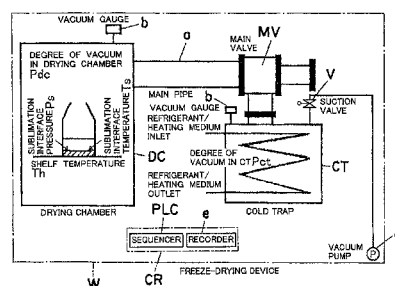 VACUUM GAUGE
b
DEGREE OF VACUUM
IN DRYING CHAMBER
Pdc
a
MAIN PIPE
MAIN
VALVE
MV
V
SUCTION
VALVE
VACUUM
GAUGE
b
SUBLIMATION
INTERFACE
PRESSURE Ps
SUBLIMATION
INTERFACE
TEMPERATURE Ts
SHELF TEMPERATURE
Th
DC
DRYING CHAMBER
REFRIGERANT/
HEATING MEDIUM
INLET
DEGREE OF
VACUUM IN CT Pct
REFRIGERANT/
HEATING MEDIUM
OUTLET
CT
COLD TRAP
PLC
e
SEQUENCER
RECORDER
CR
VACUUM
PUMP
P
W
FREEZE-DRYING DEVICE